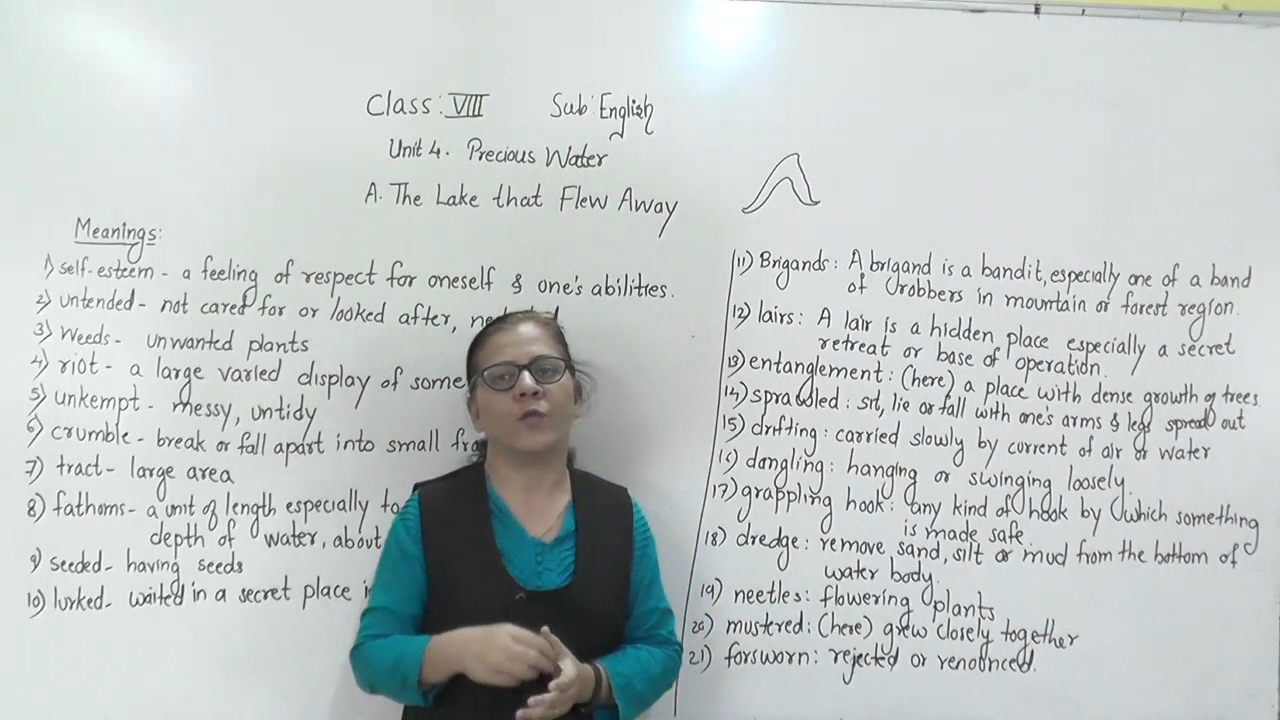 Class: VIII Sub: English
Unit 4. Precious Water
A. The Lake that Flew Away
Meanings:
1) self-esteem - a feeling of respect for oneself & one's abilities.
2) untended - not cared for or looked after,
3) Weeds - unwanted plants
4) riot - a large varied display of some
5) unkempt - messy, untidy
6) crumble - break or fall apart into small
7) tract - large area
8) fathoms - a unit of length especially to
depth of water, about
9) seeded - having seeds
10) lurked - waited in a secret place
11) Brigands: A brigand is a bandit, especially one of a band
of robbers in mountain or forest region.
12) lairs: A lair is a hidden place especially a secret
retreat or base of operation.
13) entanglement: (here) a place with dense growth of trees
14) sprawled: sit, lie or fall with one's arms & legs spread out
15) drifting: carried slowly by current of air or water
16) dangling: hanging or swinging loosely.
17) grappling hook: any kind of hook by which something
is made safe.
18) dredge: remove sand, silt or mud from the bottom of
water body.
19) neetles: flowering plants
20) mustered: (here) grew closely together
21) forsworn: rejected or renounced.